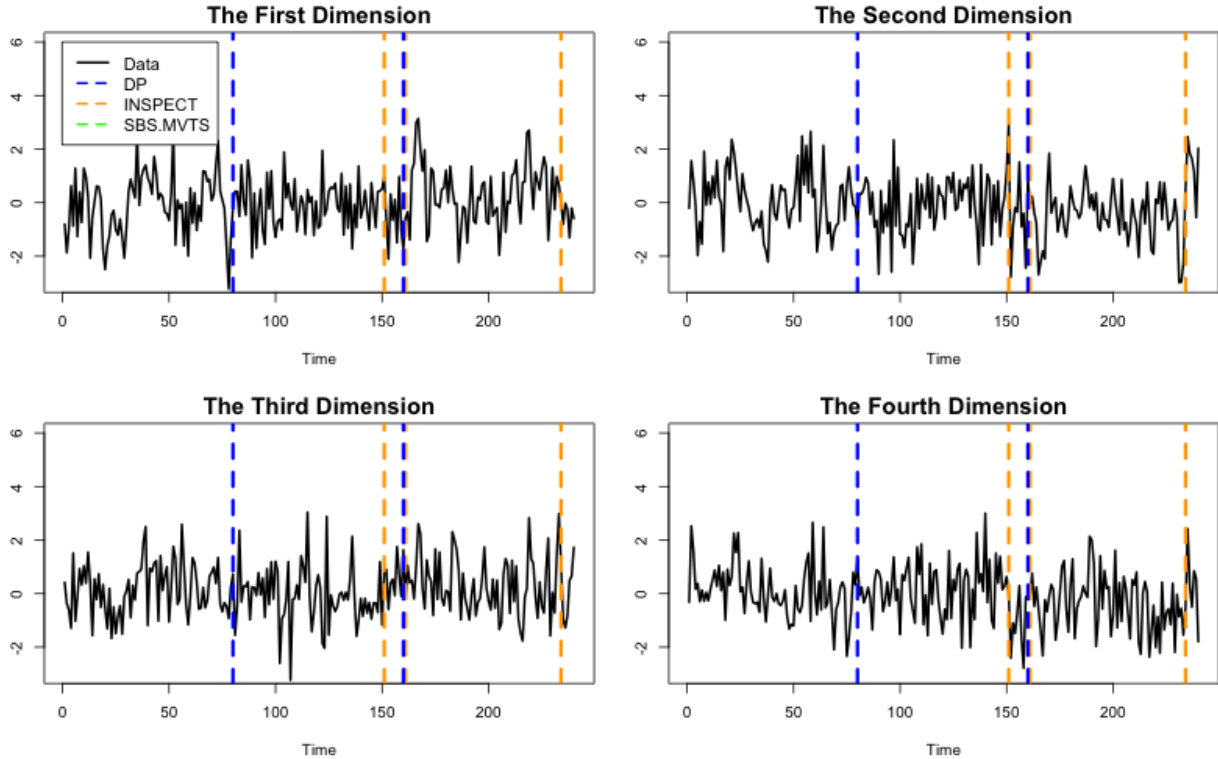 The First Dimension
6
4
2
0
-2
Data
DP
INSPECT
SBS.MVTS
0 50 100 150 200
Time
The Second Dimension
6
4
2
0
-2
0 50 100 150 200
Time
The Third Dimension
6
4
2
0
-2
0 50 100 150 200
Time
The Fourth Dimension
6
4
2
0
-2
0 50 100 150 200
Time